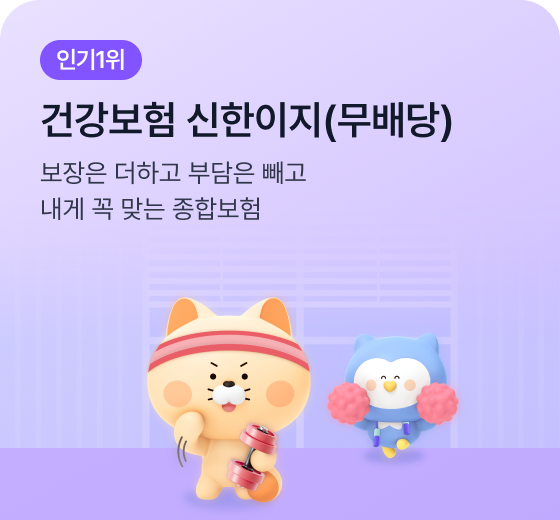 인기1위
건강보험 신한이지(무배당)
보장은 더하고 부담은 빼고
내게 꼭 맞는 종합보험